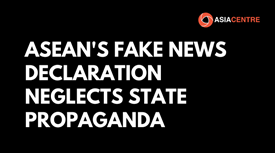 ASIACENTRE
ASEAN'S FAKE NEWS
DECLARATION
NEGLECTS STATE
PROPAGANDA